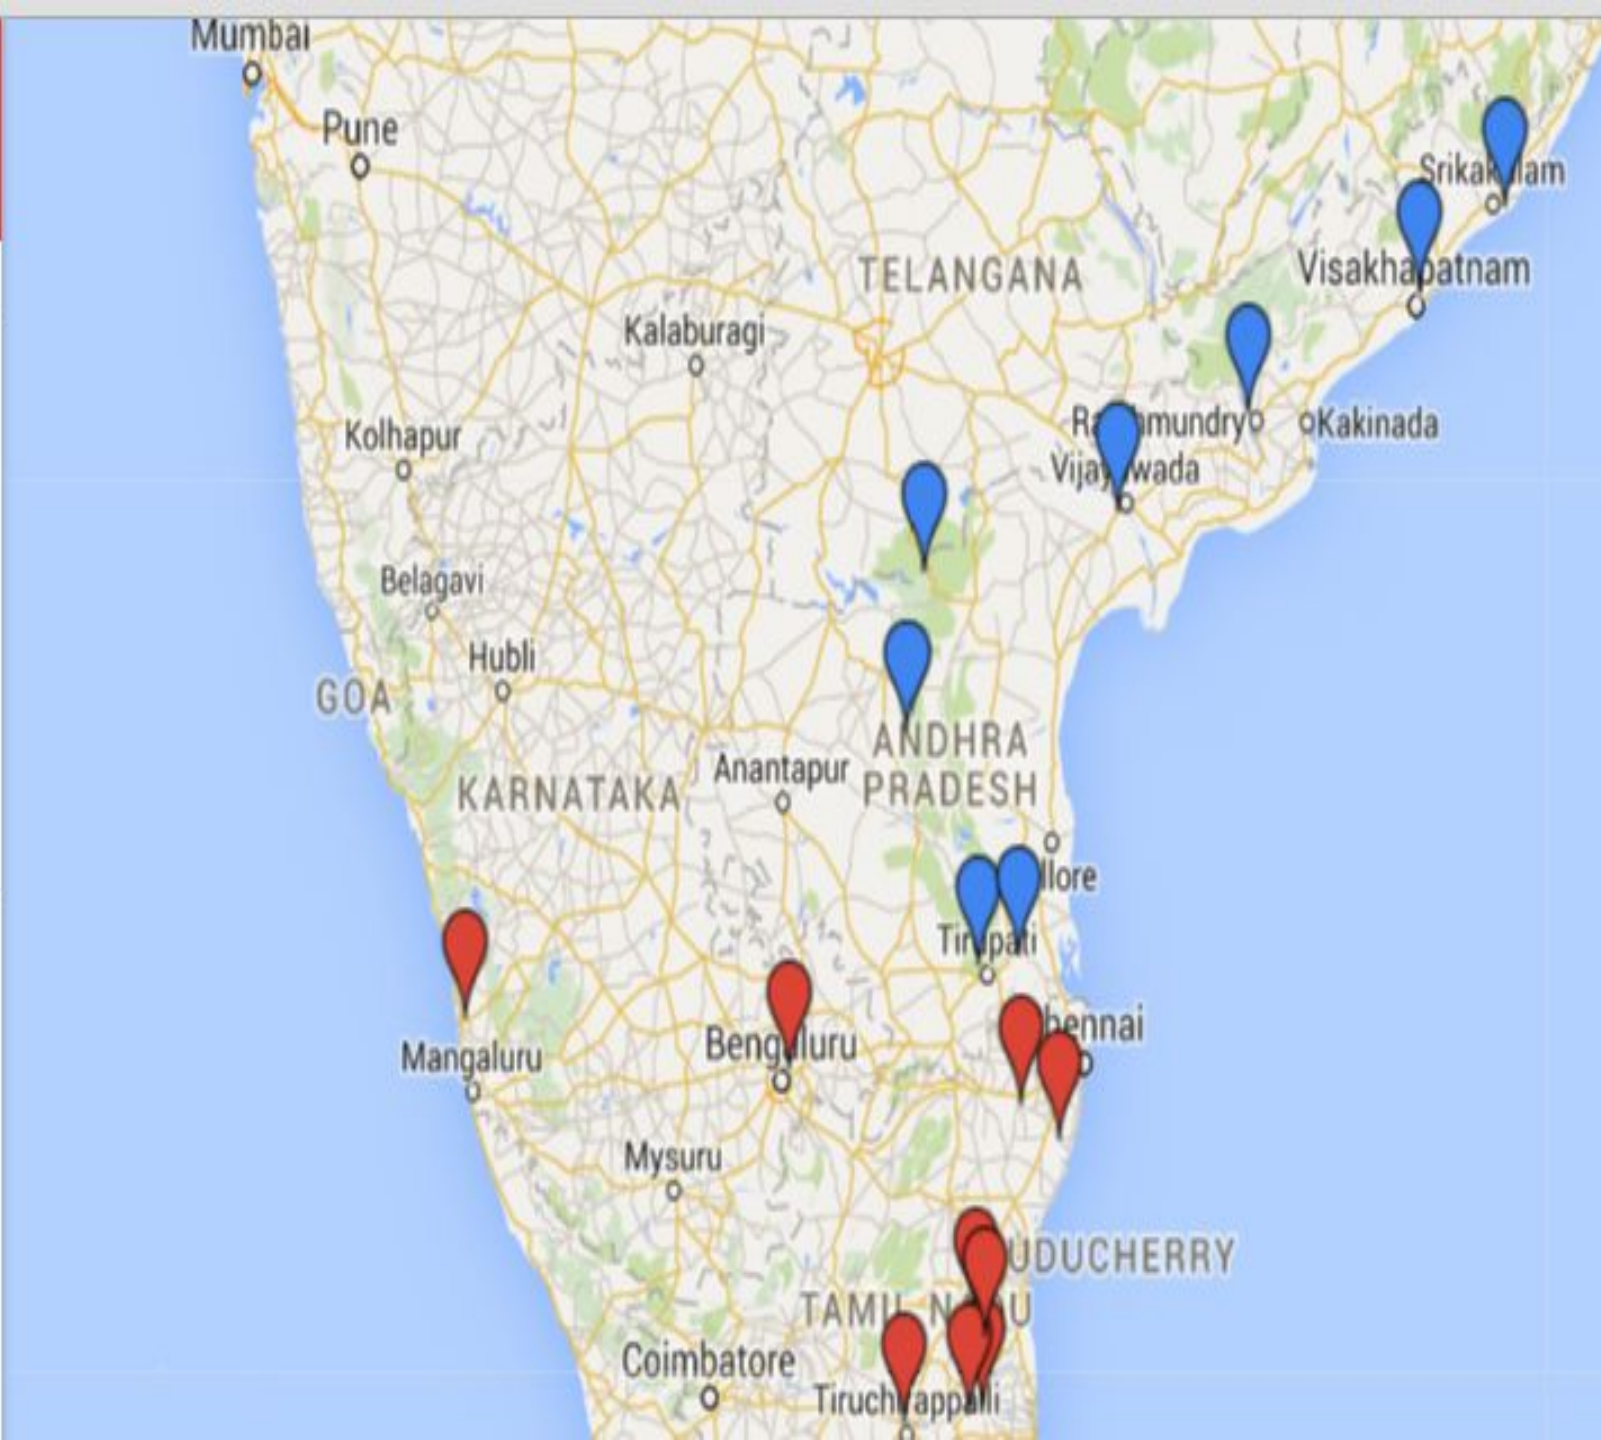 Mumbai
Pune
Srikakulam
Visakhapatnam
TELANGANA
Kalaburagi
Kolhapur
Rajahmundry
Kakinada
Vijayawada
Belagavi
Hubli
GOA
ANDHRA
PRADESH
Anantapur
KARNATAKA
llore
Tirupati
hennai
Bengaluru
Mangaluru
Mysuru
UDUCHERRY
TAMIL NADU
Coimbatore
Tiruchirappalli